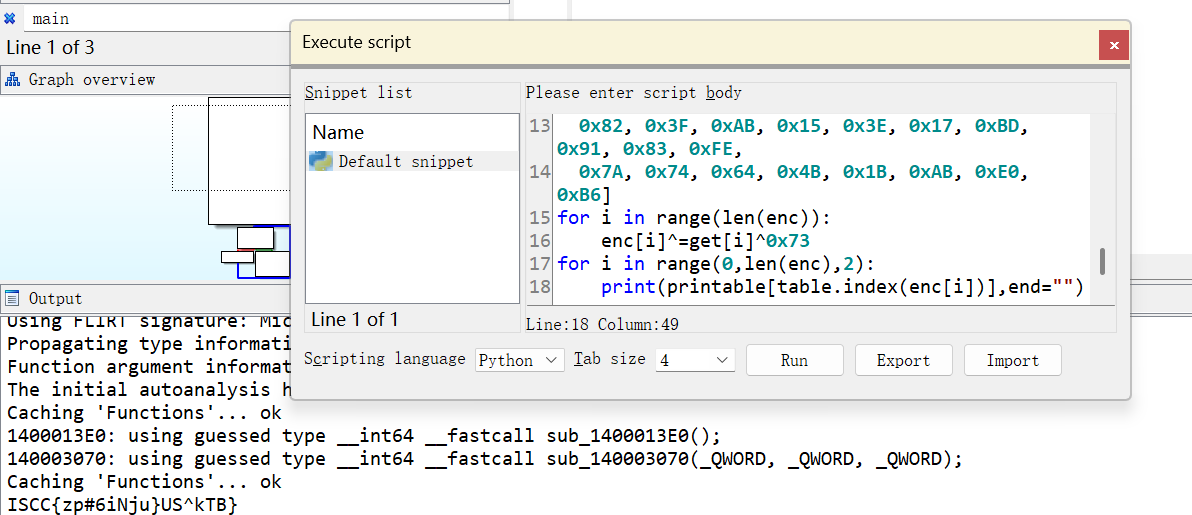 main
Line 1 of 3
Graph overview
Execute script
x
Snippet list
Name
Default snippet
Line 1 of 1
Please enter script body
13 0x82, 0x3F, 0xAB, 0x15, 0x3E, 0x17, 0xBD,
0x91, 0x83, 0xFE,
14 0x7A, 0x74, 0x64, 0x4B, 0x1B, 0xAB, 0xE0,
0xB6]
15 for i in range(len(enc)):
16 enc[i]^=get[i]^0x73
17 for i in range(0,len(enc),2):
18 print(printable[table.index(enc[i])],end="")
Line:18 Column:49
Scripting language Python Tab size 4 Run Export Import
Output
Using FLIRT signature: Mic
Propagating type informati
Function argument informat
The initial autoanalysis h
Caching 'Functions'... ok
1400013E0: using guessed type __int64 __fastcall sub_1400013E0();
140003070: using guessed type __int64 __fastcall sub_140003070(_QWORD, _QWORD, _QWORD);
Caching 'Functions'... ok
ISCC{zp#6iNju}US^kTB}